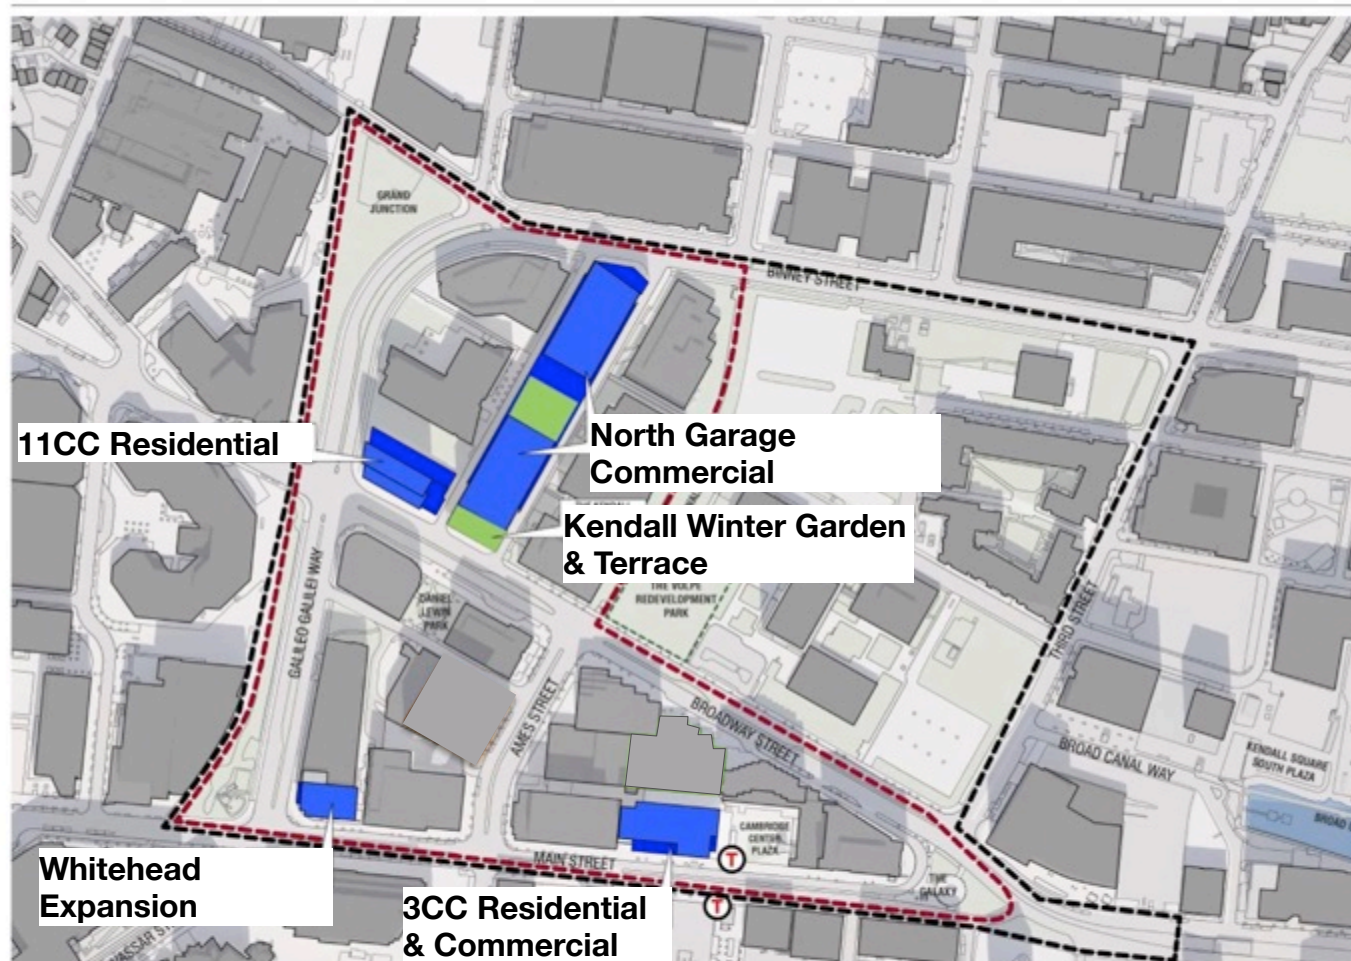 GRAND
JUNCTION
BINNEY STREET
11CC Residential
North Garage
Commercial
Kendall Winter Garden
& Terrace
THE VOLPE
REDEVELOPMENT
PARK
DANIEL
LEWIN
PARK
GALILEO GALILEI WAY
THIRD STREET
AMES STREET
BROADWAY STREET
BROAD CANAL WAY
KENDALL SQUARE
SOUTH PLAZA
BROAD
CAMBRIDGE
CENTER
PLAZA
T
MAIN STREET
Whitehead
Expansion
THE
GALAXY
T
3CC Residential
& Commercial